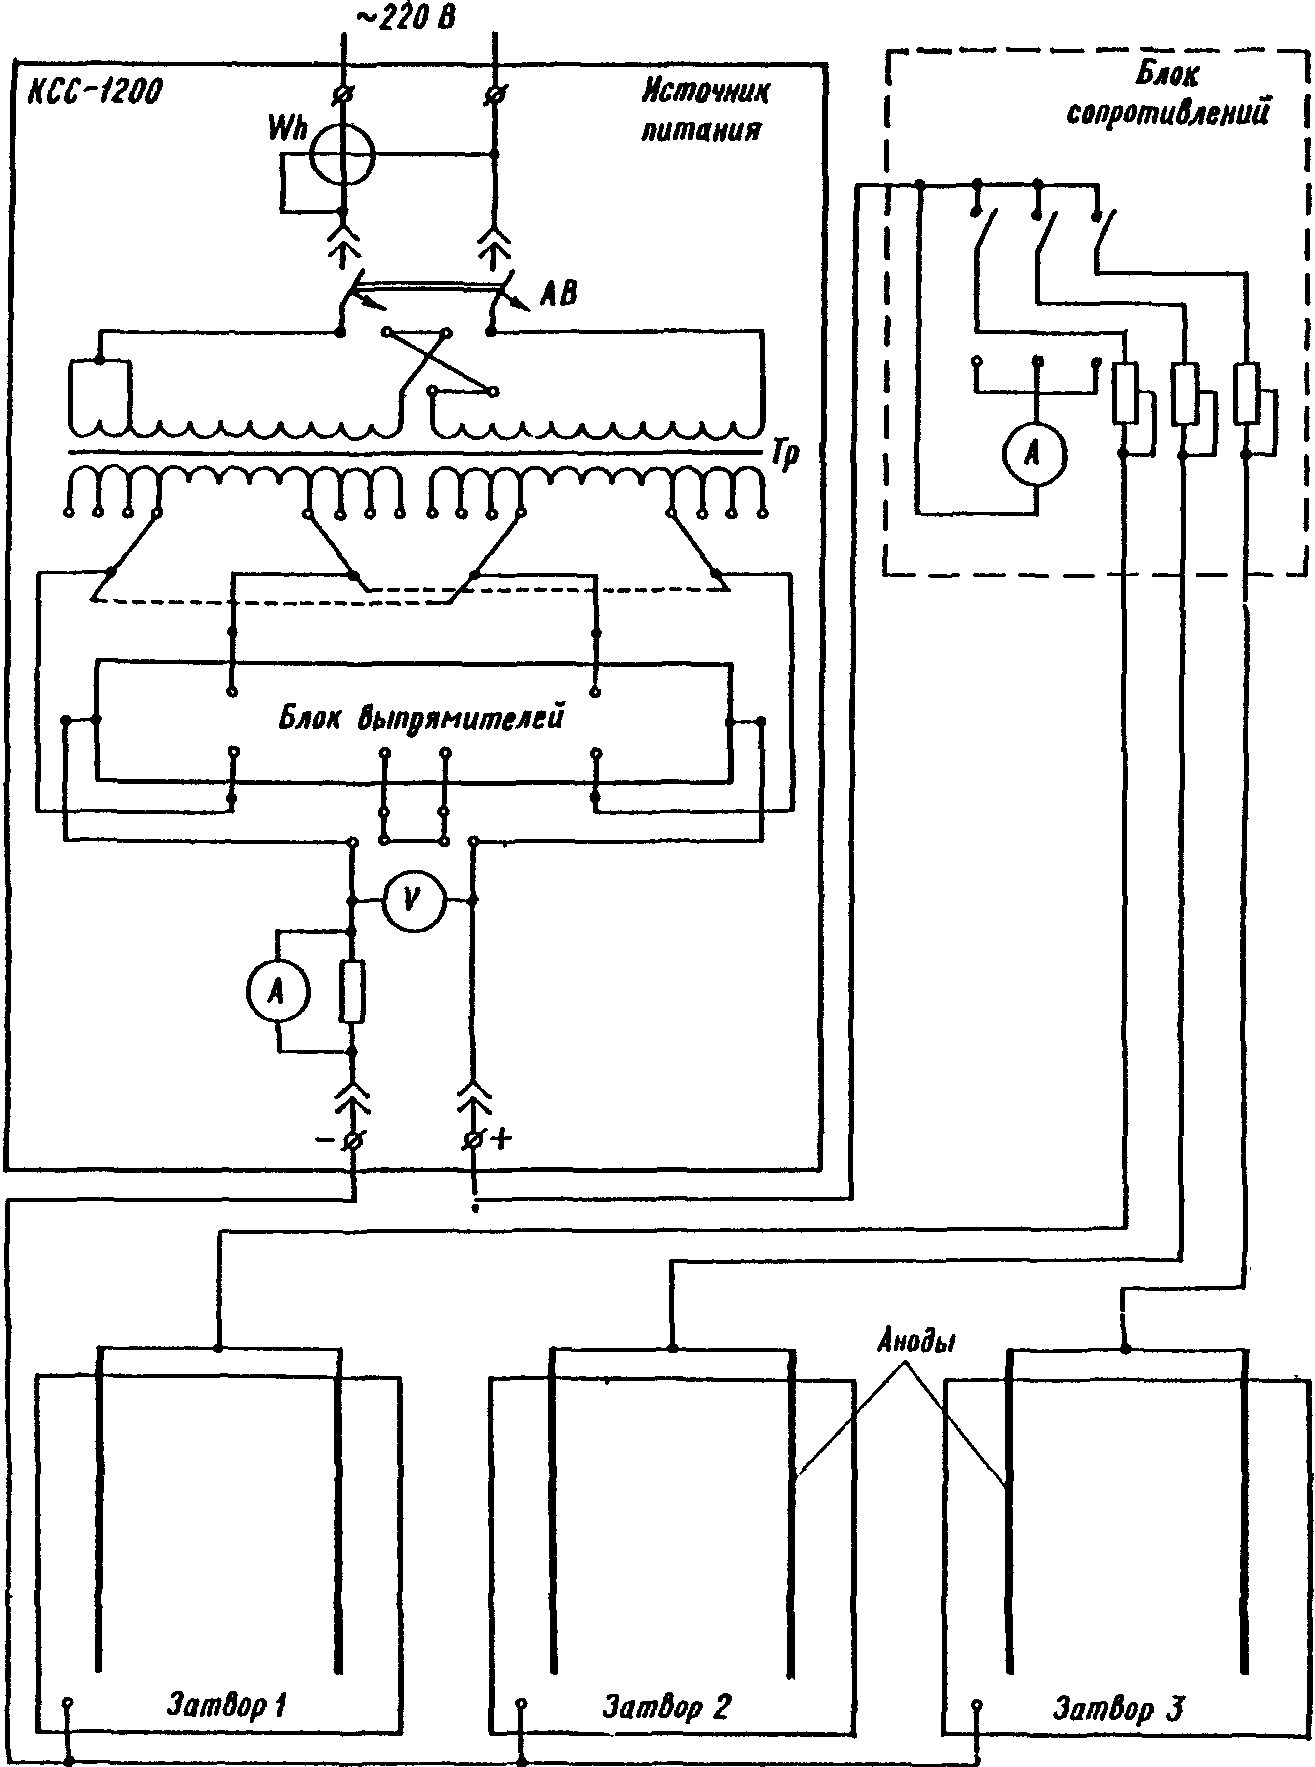 ~220 В
КСС-1200
Источник
питания
Wh
АВ
Тр
Блок выпрямителей
V
А
- +
Блок
сопротивлений
А
Аноды
Затвор 1
Затвор 2
Затвор 3